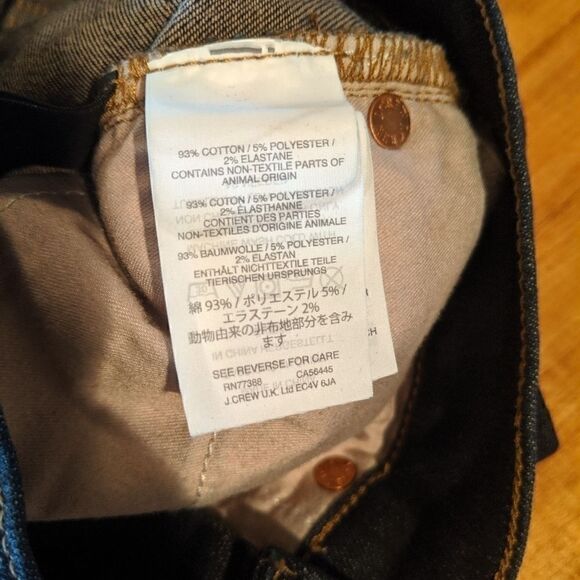 93% COTTON / 5% POLYESTER /
2% ELASTANE
CONTAINS NON-TEXTILE PARTS OF
ANIMAL ORIGIN
93% COTON / 5% POLYESTER /
2% ÉLASTHANNE
CONTIENT DES PARTIES
NON-TEXTILES D'ORIGINE ANIMALE
93% BAUMWOLLE / 5% POLYESTER /
2% ELASTAN
ENTHÄLT NICHTTEXTILE TEILE
TIERISCHEN URSPRUNGS
綿 93% / ポリエステル 5% /
エラステーン 2%
動物由来の非布地部分を含み
ます
SEE REVERSE FOR CARE
RN77388 CA56445
J.CREW U.K. Ltd EC4V 6JA